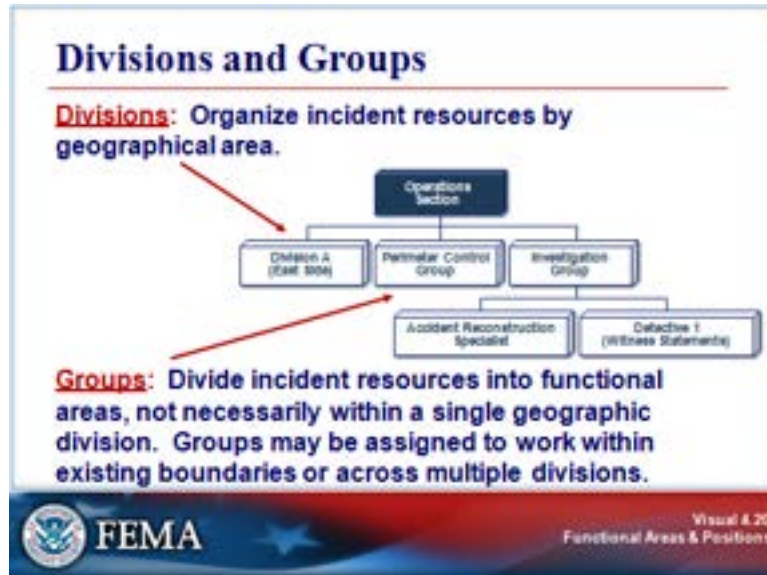 Divisions and Groups
Divisions: Organize incident resources by
geographical area.
Operations
Section
Division A
(East Side)
Perimeter Control
Group
Investigation
Group
Accident Reconstruction
Specialist
Detective 1
(Witness Statements)
Groups: Divide incident resources into functional
areas, not necessarily within a single geographic
division. Groups may be assigned to work within
existing boundaries or across multiple divisions.
FEMA
Visual 4.20
Functional Areas & Positions